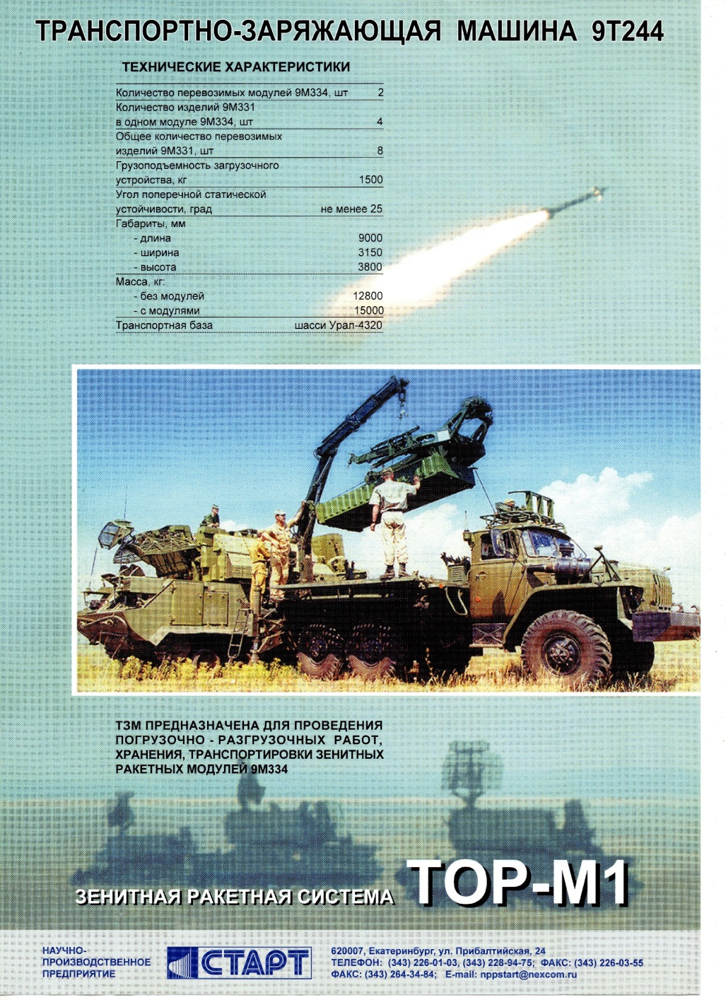 ТРАНСПОРТНО-ЗАРЯЖАЮЩАЯ МАШИНА 9Т244
ТЕХНИЧЕСКИЕ ХАРАКТЕРИСТИКИ
Количество перевозимых модулей 9М334, шт 2
Количество изделий 9М331
в одном модуле 9М334, шт 4
Общее количество перевозимых
изделий 9М331, шт 8
Грузоподъемность загрузочного
устройства, кг 1500
Угол поперечной статической
устойчивости, град не менее 25
Габариты, мм
- длина 9000
- ширина 3150
- высота 3800
Масса, кг:
- без модулей 12800
- с модулями 15000
Транспортная база шасси Урал-4320
ТЗМ ПРЕДНАЗНАЧЕНА ДЛЯ ПРОВЕДЕНИЯ
ПОГРУЗОЧНО - РАЗГРУЗОЧНЫХ РАБОТ,
ХРАНЕНИЯ, ТРАНСПОРТИРОВКИ ЗЕНИТНЫХ
РАКЕТНЫХ МОДУЛЕЙ 9М334
ЗЕНИТНАЯ РАКЕТНАЯ СИСТЕМА ТОР-М1
НАУЧНО-
ПРОИЗВОДСТВЕННОЕ
ПРЕДПРИЯТИЕ
СТАРТ
620007, Екатеринбург, ул. Прибалтийская, 24
ТЕЛЕФОН: (343) 226-01-03, (343) 228-94-75; ФАКС: (343) 226-03-55
ФАКС: (343) 264-34-84; E-mail: nppstart@nexcom.ru